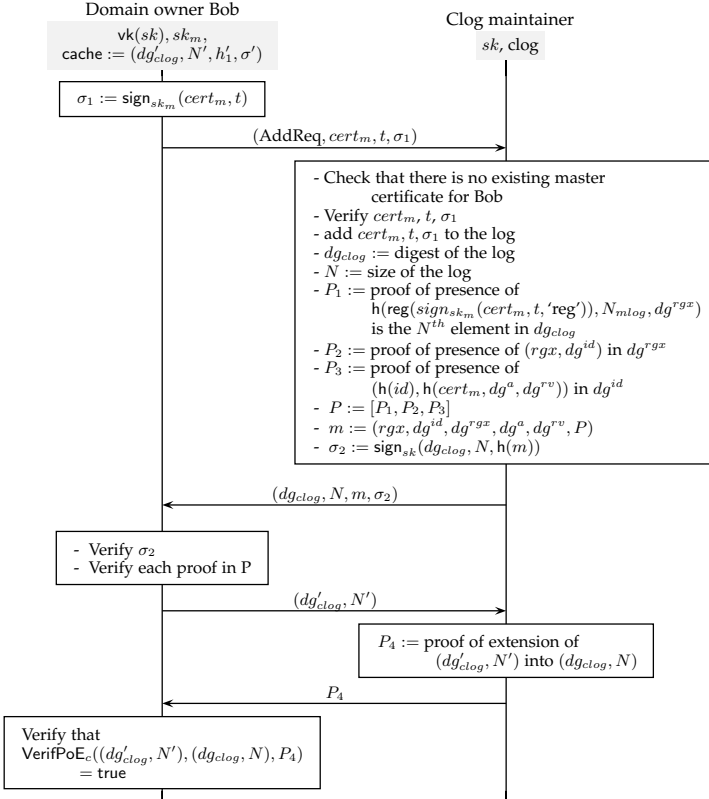 Domain owner Bob
vk(sk), sk_m,
cache := (dg'_clog, N', h'_1, σ')
Clog maintainer
sk, clog
σ_1 := sign_{sk_m}(cert_m, t)
(AddReq, cert_m, t, σ_1)
- Check that there is no existing master
certificate for Bob
- Verify cert_m, t, σ_1
- add cert_m, t, σ_1 to the log
- dg_clog := digest of the log
- N := size of the log
- P_1 := proof of presence of
h(reg(sign_{sk_m}(cert_m, t, 'reg')), N_mlog, dg^rgx)
is the N^th element in dg_clog
- P_2 := proof of presence of (rgx, dg^id) in dg^rgx
- P_3 := proof of presence of
(h(id), h(cert_m, dg^a, dg^rv)) in dg^id
- P := [P_1, P_2, P_3]
- m := (rgx, dg^id, dg^rgx, dg^a, dg^rv, P)
- σ_2 := sign_sk(dg_clog, N, h(m))
(dg_clog, N, m, σ_2)
- Verify σ_2
- Verify each proof in P
(dg'_clog, N')
P_4 := proof of extension of
(dg'_clog, N') into (dg_clog, N)
P_4
Verify that
VerifPoE_c((dg'_clog, N'), (dg_clog, N), P_4)
= true